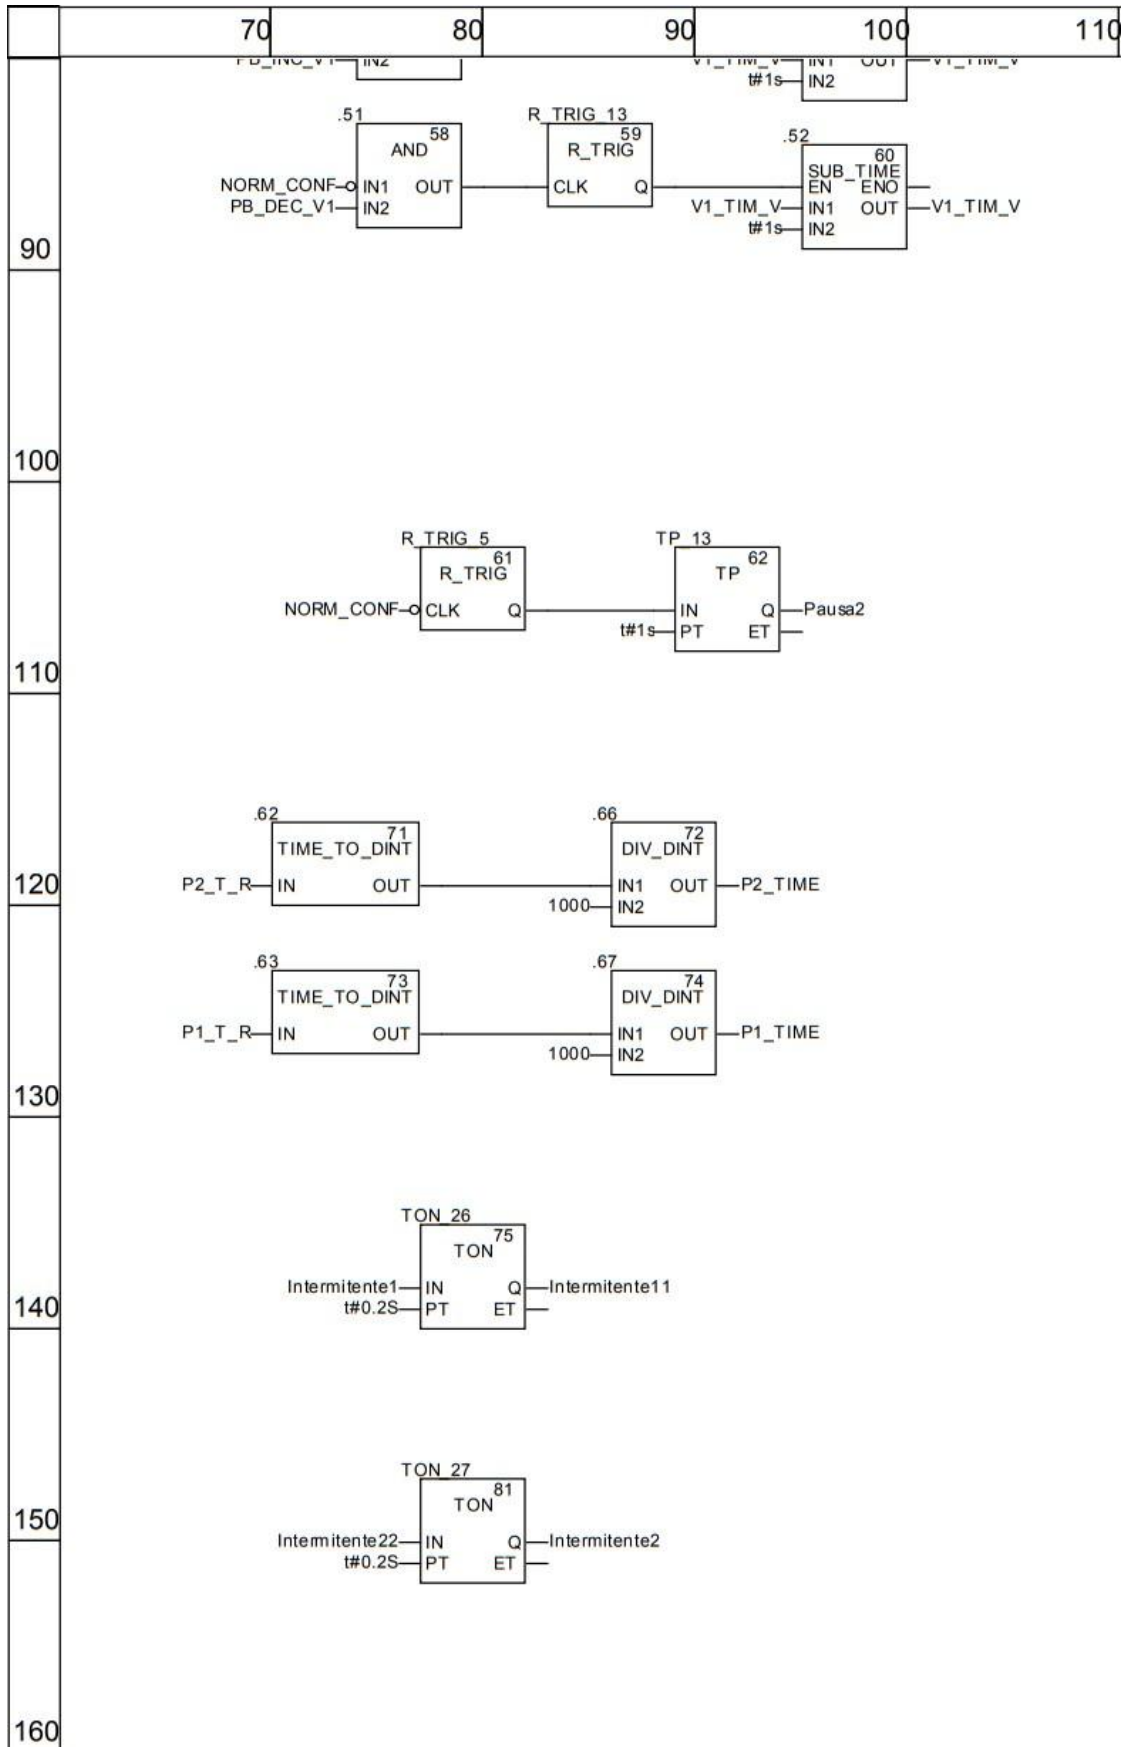 70 80 90 100 110
PB_INC_V1 IN2 V1_TIM_V IN1 OUT V1_TIM_V
t#1s IN2
.51 R_TRIG_13 .52
58 59 60
AND R_TRIG SUB_TIME
NORM_CONF IN1 OUT CLK Q EN ENO
PB_DEC_V1 IN2 V1_TIM_V IN1 OUT V1_TIM_V
t#1s IN2
90
100
R_TRIG_5 TP_13
61 62
R_TRIG TP
NORM_CONF CLK Q IN Q Pausa2
t#1s PT ET
110
.62 .66
71 72
TIME_TO_DINT DIV_DINT
P2_T_R IN OUT IN1 OUT P2_TIME
120
1000 IN2
.63 .67
73 74
TIME_TO_DINT DIV_DINT
P1_T_R IN OUT IN1 OUT P1_TIME
1000 IN2
130
TON_26
75
TON
Intermitente1 IN Q Intermitente11
140
t#0.2S PT ET
TON_27
81
TON
150
Intermitente22 IN Q Intermitente2
t#0.2S PT ET
160